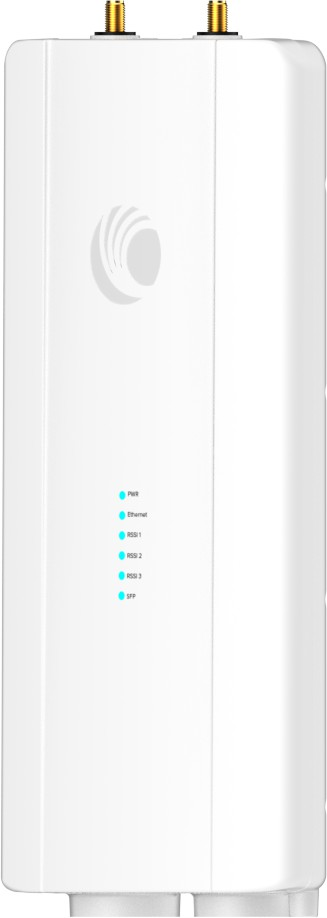 PWR
Ethernet
RSSI 1
RSSI 2
RSSI 3
SFP